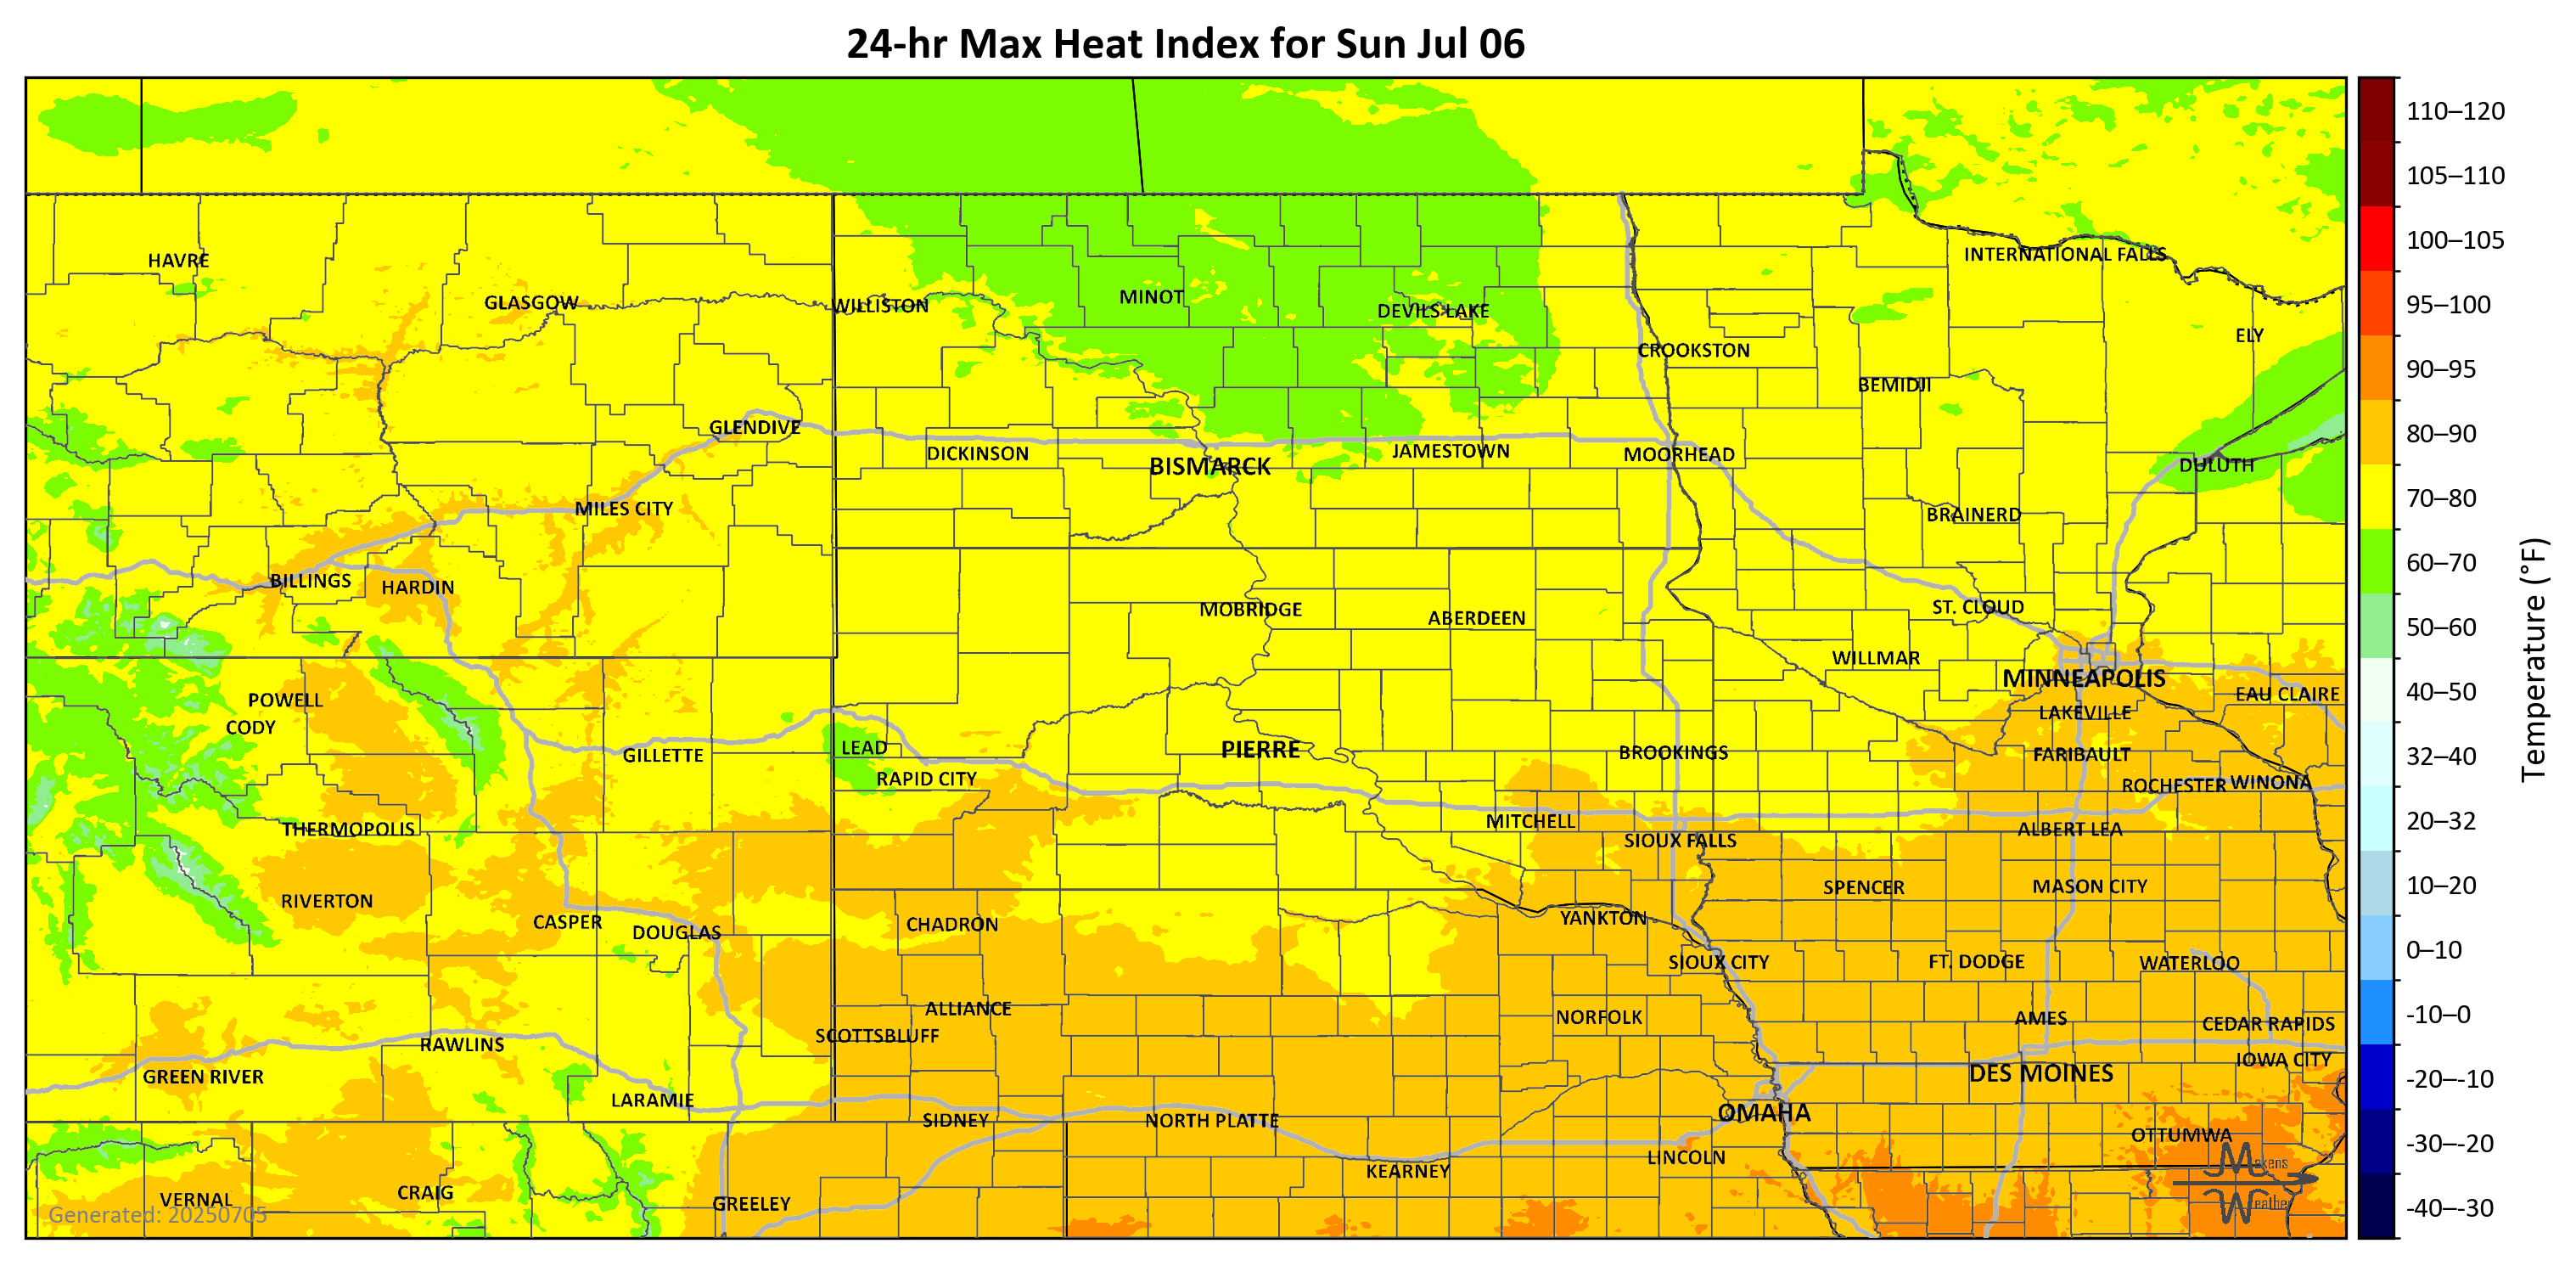 24-hr Max Heat Index for Sun Jul 06
110–120
105–110
100–105
95–100
90–95
80–90
70–80
60–70
50–60
40–50
32–40
20–32
10–20
0–10
-10–0
-20–-10
-30–-20
-40–-30
Temperature (°F)
HAVRE
GLASGOW
WILLISTON
MINOT
DEVILS LAKE
INTERNATIONAL FALLS
ELY
CROOKSTON
BEMIDJI
GLENDIVE
DICKINSON
BISMARCK
JAMESTOWN
MOORHEAD
DULUTH
MILES CITY
BRAINERD
BILLINGS
HARDIN
MOBRIDGE
ABERDEEN
ST. CLOUD
WILLMAR
MINNEAPOLIS
EAU CLAIRE
POWELL
CODY
LAKEVILLE
GILLETTE
LEAD
PIERRE
BROOKINGS
FARIBAULT
RAPID CITY
ROCHESTER
WINONA
THERMOPOLIS
MITCHELL
SIOUX FALLS
ALBERT LEA
RIVERTON
SPENCER
MASON CITY
CASPER
DOUGLAS
CHADRON
YANKTON
SIOUX CITY
FT. DODGE
WATERLOO
ALLIANCE
NORFOLK
AMES
CEDAR RAPIDS
SCOTTSBLUFF
RAWLINS
IOWA CITY
GREEN RIVER
DES MOINES
LARAMIE
SIDNEY
NORTH PLATTE
OMAHA
OTTUMWA
LINCOLN
KEARNEY
VERNAL
CRAIG
GREELEY
Makens
Weather
Generated: 20250705